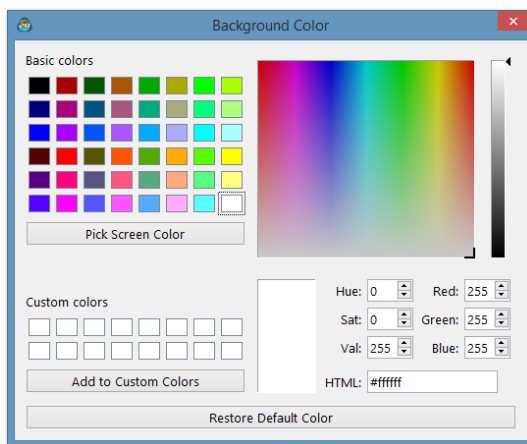 Background Color
Basic colors
Pick Screen Color
Custom colors
Add to Custom Colors
Hue: 0 Red: 255
Sat: 0 Green: 255
Val: 255 Blue: 255
HTML: #ffffff
Restore Default Color